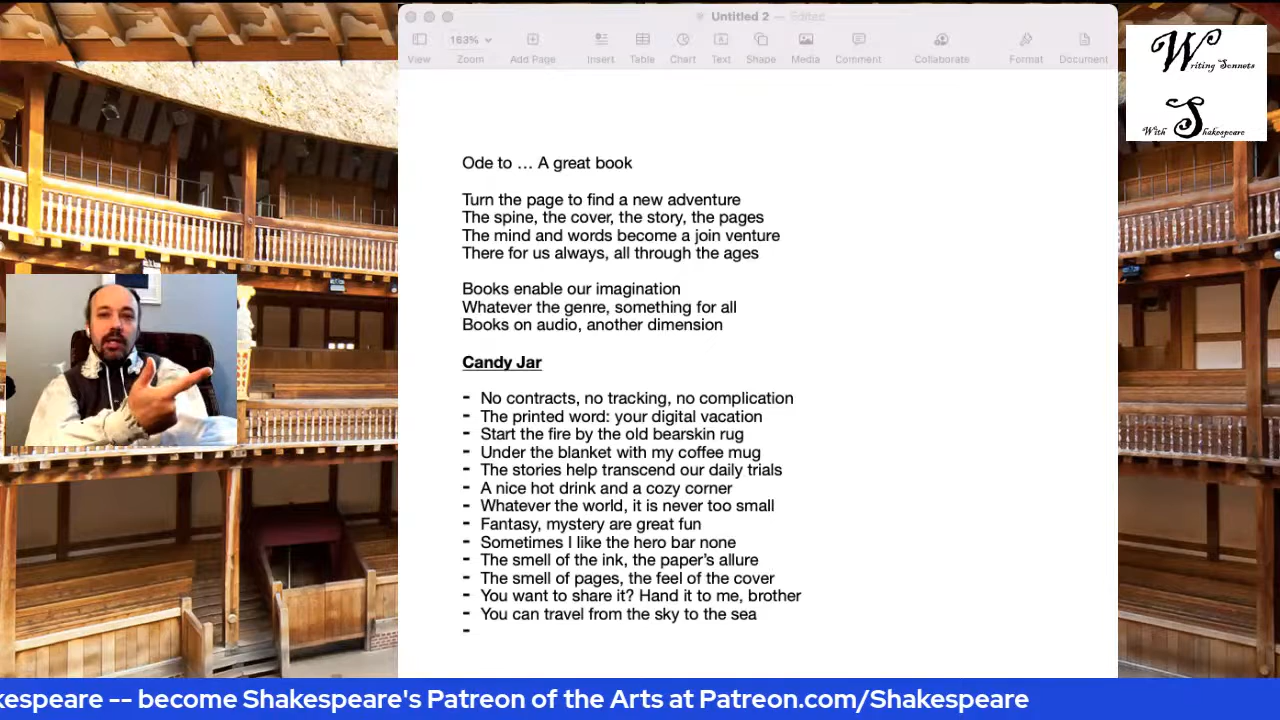 Untitled 2 — Edited
163%
View Zoom Add Page Insert Table Chart Text Shape Media Comment Collaborate Format Document
Writing Sonnets
With Shakespeare
Ode to … A great book
Turn the page to find a new adventure
The spine, the cover, the story, the pages
The mind and words become a join venture
There for us always, all through the ages
Books enable our imagination
Whatever the genre, something for all
Books on audio, another dimension
Candy Jar
- No contracts, no tracking, no complication
- The printed word: your digital vacation
- Start the fire by the old bearskin rug
- Under the blanket with my coffee mug
- The stories help transcend our daily trials
- A nice hot drink and a cozy corner
- Whatever the world, it is never too small
- Fantasy, mystery are great fun
- Sometimes I like the hero bar none
- The smell of the ink, the paper’s allure
- The smell of pages, the feel of the cover
- You want to share it? Hand it to me, brother
- You can travel from the sky to the sea
-
kespeare -- become Shakespeare's Patreon of the Arts at Patreon.com/Shakespeare